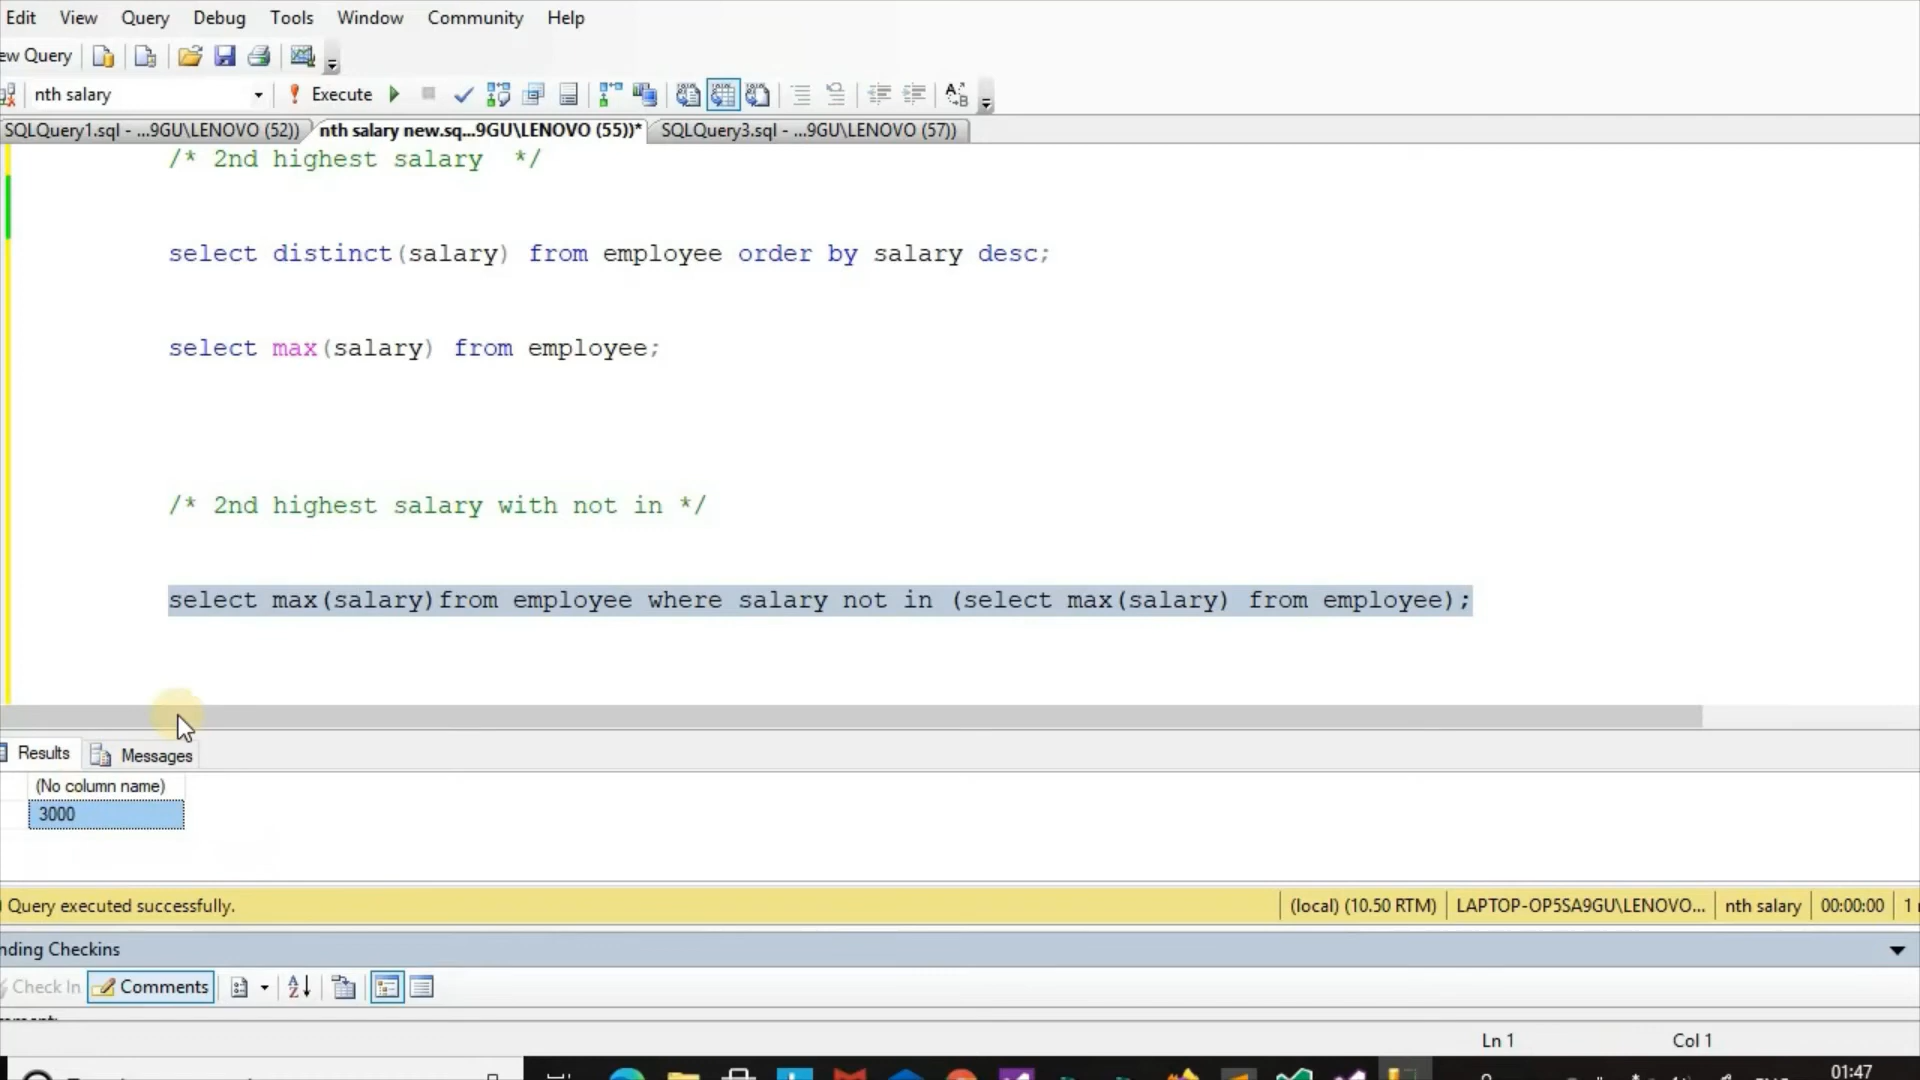 Edit View Query Debug Tools Window Community Help
ew Query
nth salary Execute
SQLQuery1.sql - ...9GU\LENOVO (52)) nth salary new.sq...9GU\LENOVO (55))* SQLQuery3.sql - ...9GU\LENOVO (57))
/* 2nd highest salary */
select distinct(salary) from employee order by salary desc;
select max(salary) from employee;
/* 2nd highest salary with not in */
select max(salary)from employee where salary not in (select max(salary) from employee);
Results Messages
(No column name)
3000
Query executed successfully. (local) (10.50 RTM) LAPTOP-OP5SA9GU\LENOVO... nth salary 00:00:00 1
nding Checkins
Check In Comments
Ln 1 Col 1
01:47